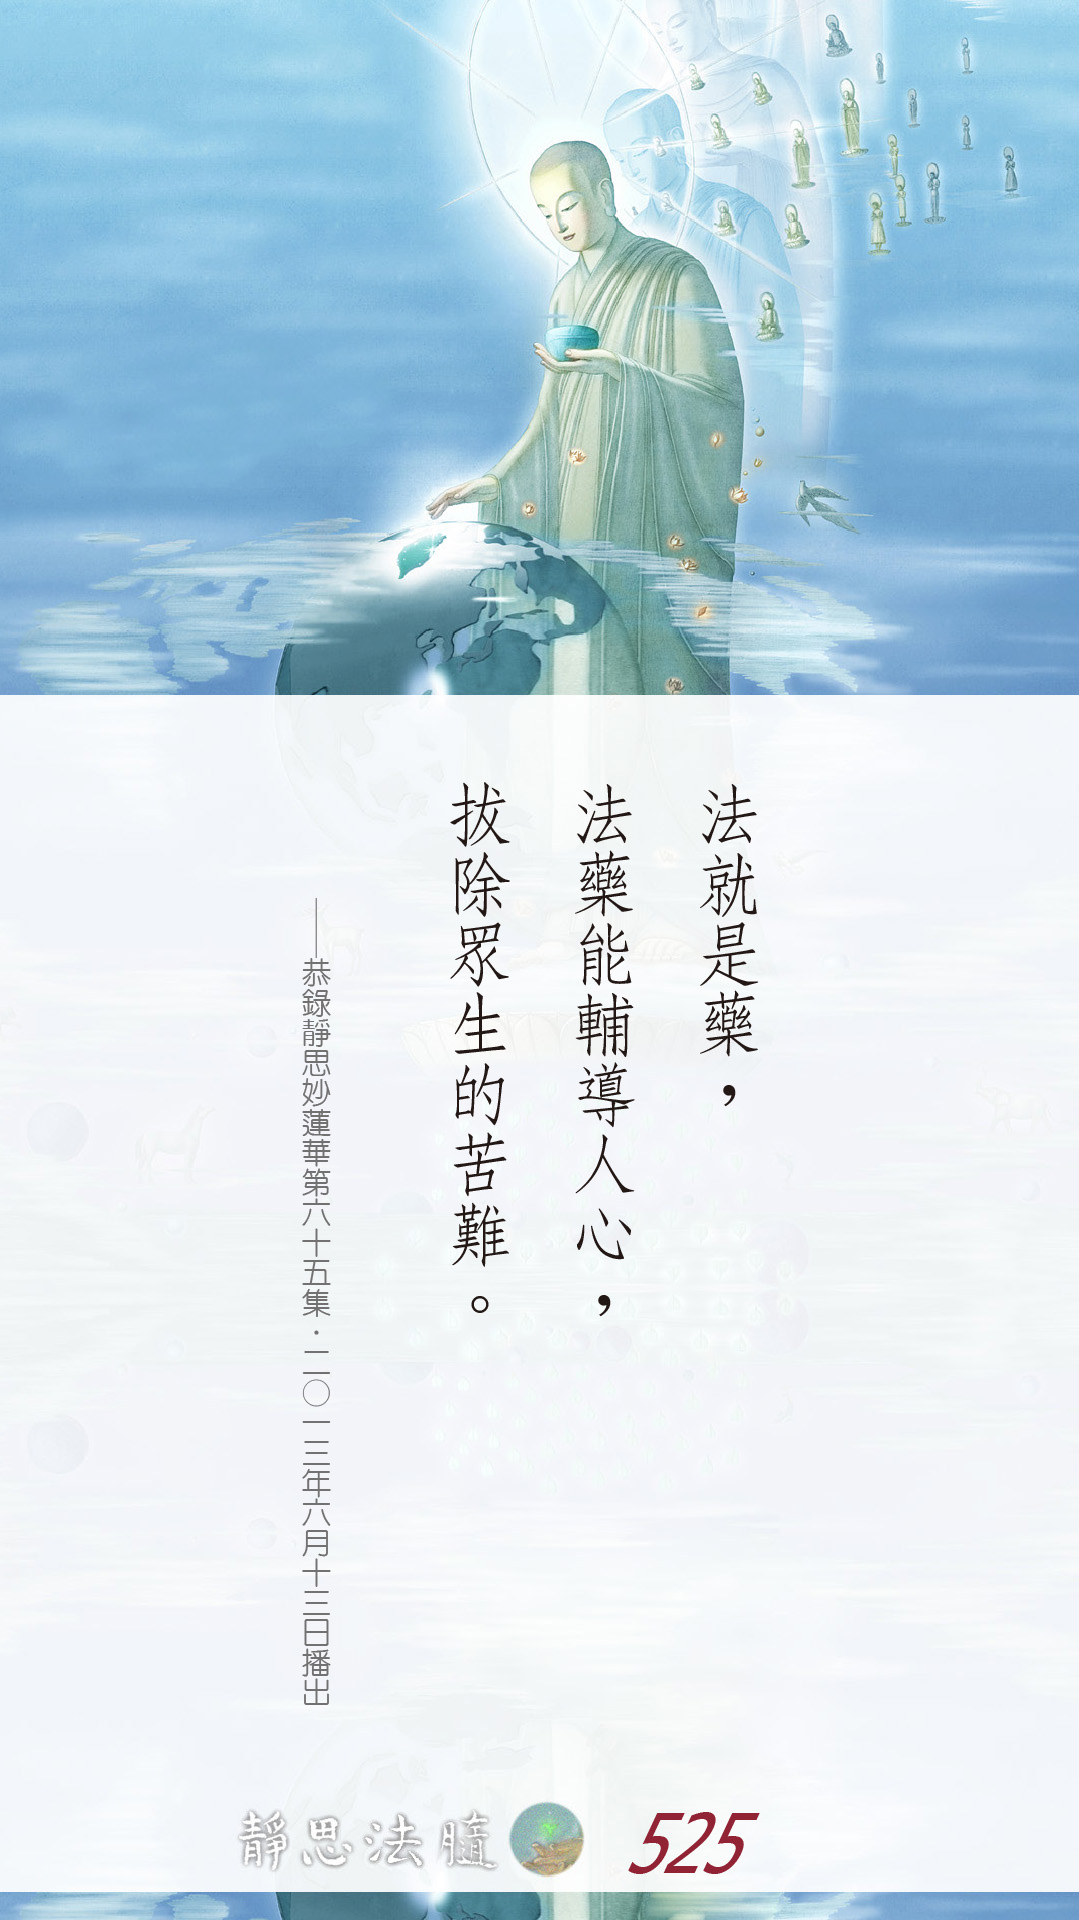 法就是藥，
法藥能輔導人心，
拔除眾生的苦難。
——恭錄靜思妙蓮華第六十五集．二〇一三年六月十三日播出
靜思法髓
525